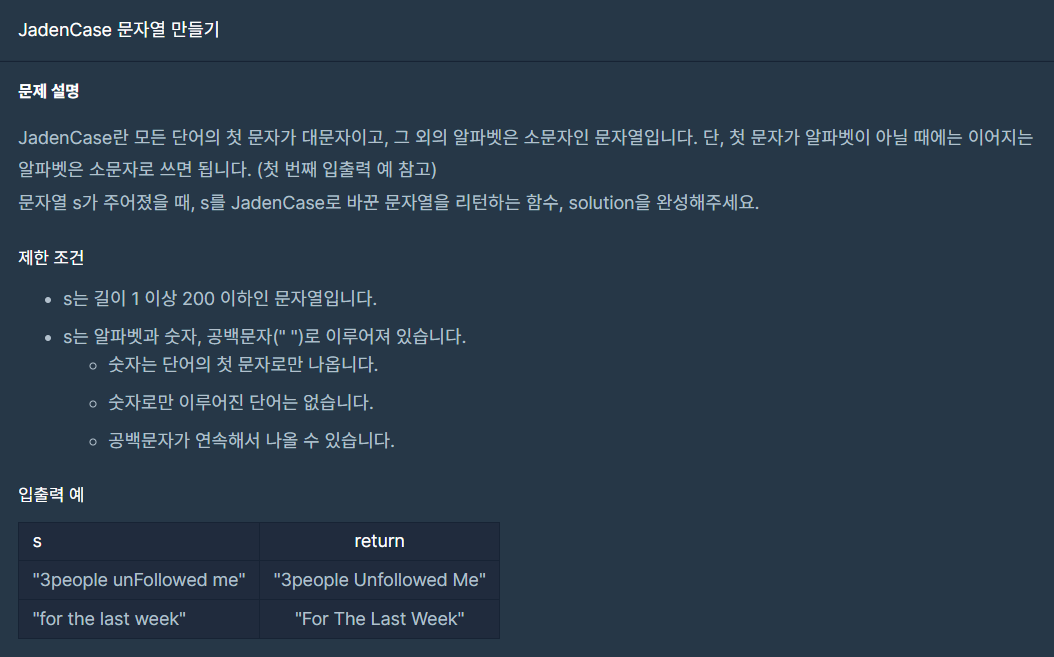 JadenCase 문자열 만들기
문제 설명
JadenCase란 모든 단어의 첫 문자가 대문자이고, 그 외의 알파벳은 소문자인 문자열입니다. 단, 첫 문자가 알파벳이 아닐 때에는 이어지는
알파벳은 소문자로 쓰면 됩니다. (첫 번째 입출력 예 참고)
문자열 s가 주어졌을 때, s를 JadenCase로 바꾼 문자열을 리턴하는 함수, solution을 완성해주세요.
제한 조건
• s는 길이 1 이상 200 이하인 문자열입니다.
• s는 알파벳과 숫자, 공백문자(" ")로 이루어져 있습니다.
◦ 숫자는 단어의 첫 문자로만 나옵니다.
◦ 숫자로만 이루어진 단어는 없습니다.
◦ 공백문자가 연속해서 나올 수 있습니다.
입출력 예
s return
"3people unFollowed me" "3people Unfollowed Me"
"for the last week" "For The Last Week"